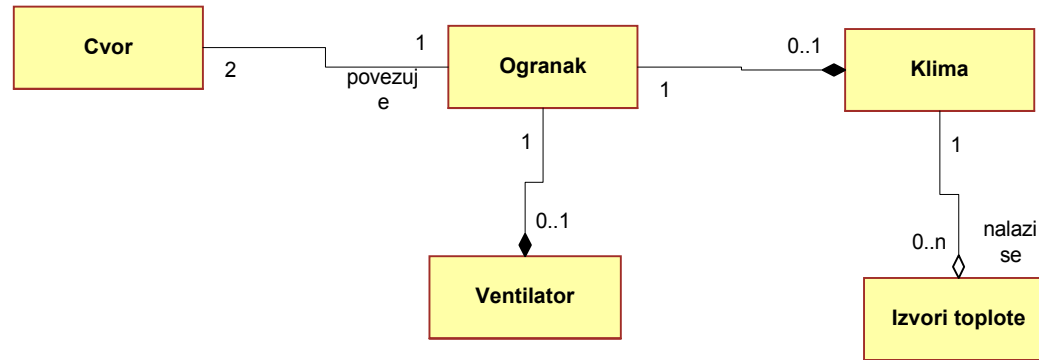 Cvor
2
1
povezuj
e
Ogranak
1
0..1
Klima
1
1
0..1
Ventilator
0..n
nalazi
se
Izvori toplote